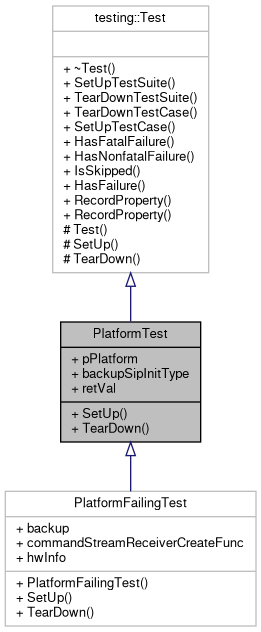 testing::Test
+ ~Test()
+ SetUpTestSuite()
+ TearDownTestSuite()
+ TearDownTestCase()
+ SetUpTestCase()
+ HasFatalFailure()
+ HasNonfatalFailure()
+ IsSkipped()
+ HasFailure()
+ RecordProperty()
+ RecordProperty()
# Test()
# SetUp()
# TearDown()
PlatformTest
+ pPlatform
+ backupSipInitType
+ retVal
+ SetUp()
+ TearDown()
PlatformFailingTest
+ backup
+ commandStreamReceiverCreateFunc
+ hwInfo
+ PlatformFailingTest()
+ SetUp()
+ TearDown()